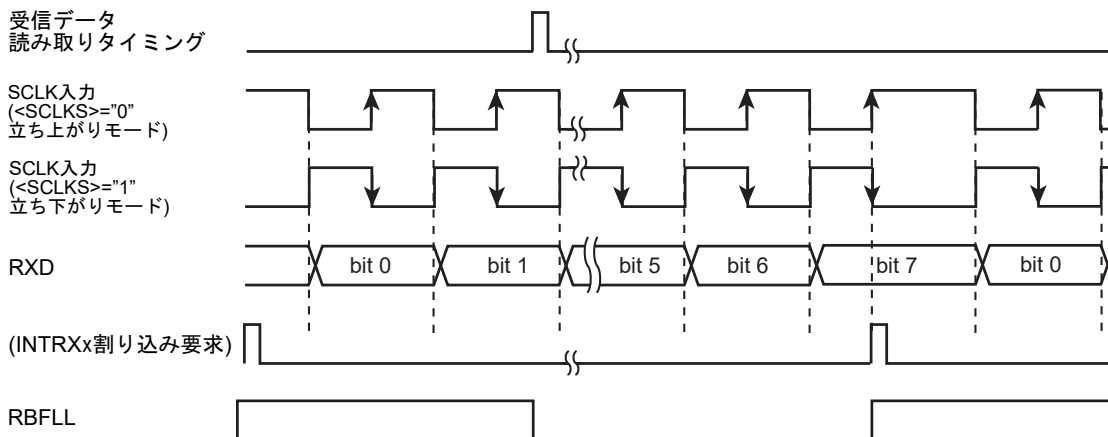 受信データ
読み取りタイミング
SCLK入力
(<SCLKS>="0"
立ち上がりモード)
SCLK入力
(<SCLKS>="1"
立ち下がりモード)
RXD
bit 0
bit 1
bit 5
bit 6
bit 7
bit 0
(INTRXx割り込み要求)
RBFLL